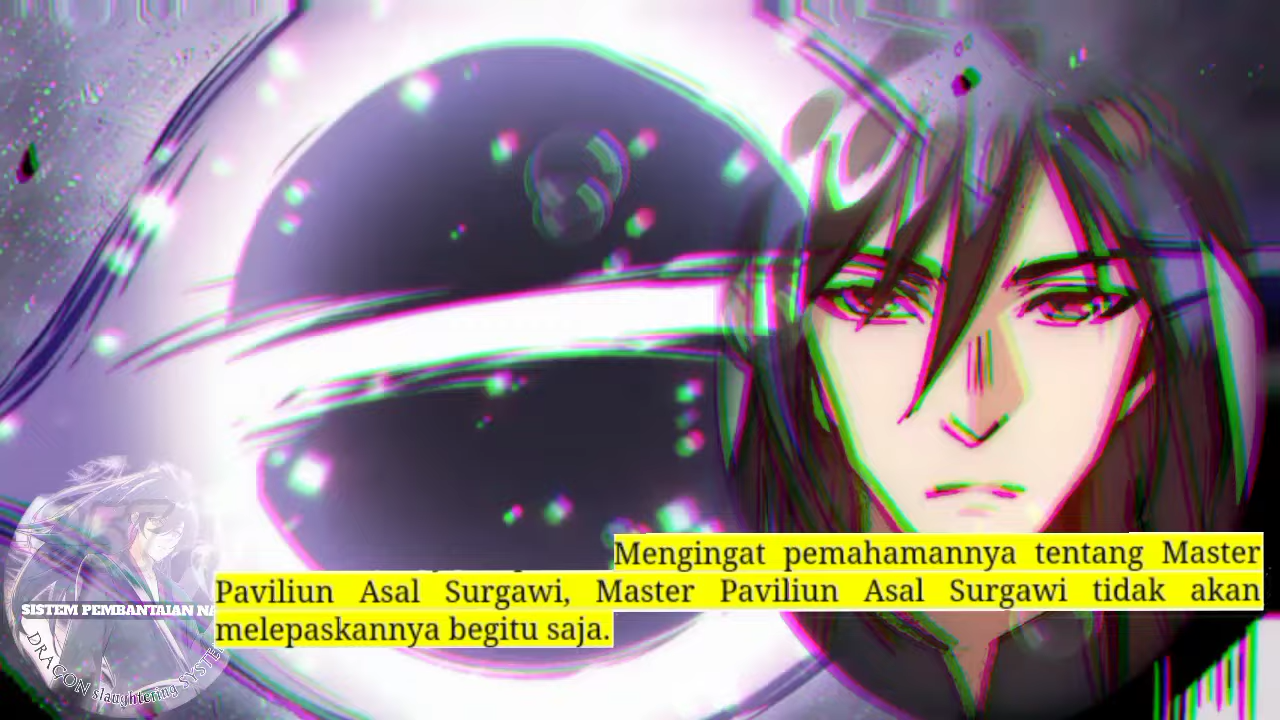 Mengingat pemahamannya tentang Master
Paviliun Asal Surgawi, Master Paviliun Asal Surgawi tidak akan
melepaskannya begitu saja.
SISTEM PEMBANTAIAN NA
DRAGON slaughtering SYSTE